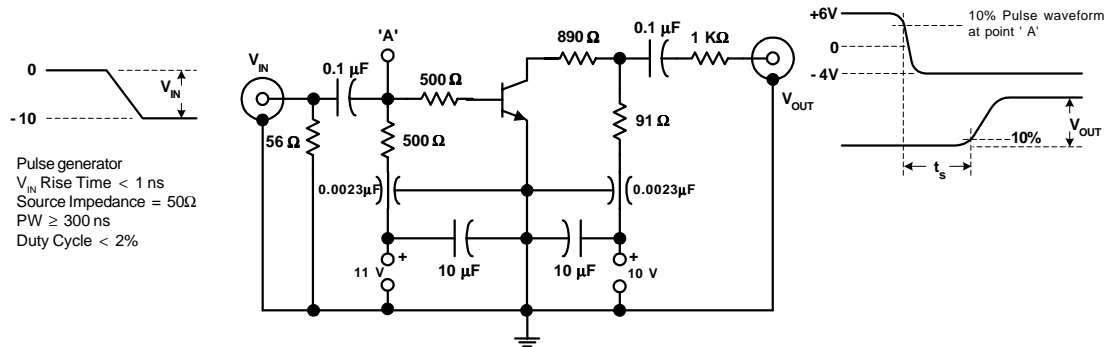 0
V_IN
- 10
Pulse generator
V_IN Rise Time < 1 ns
Source Impedance = 50Ω
PW ≥ 300 ns
Duty Cycle < 2%
V_IN
0.1 μF
'A'
500 Ω
56 Ω
500 Ω
890 Ω
0.1 μF
1 KΩ
V_OUT
91 Ω
0.0023μF
0.0023μF
10 μF
10 μF
+
11 V
+
10 V
+6V
0
- 4V
10% Pulse waveform
at point ' A'
10%
V_OUT
t_s